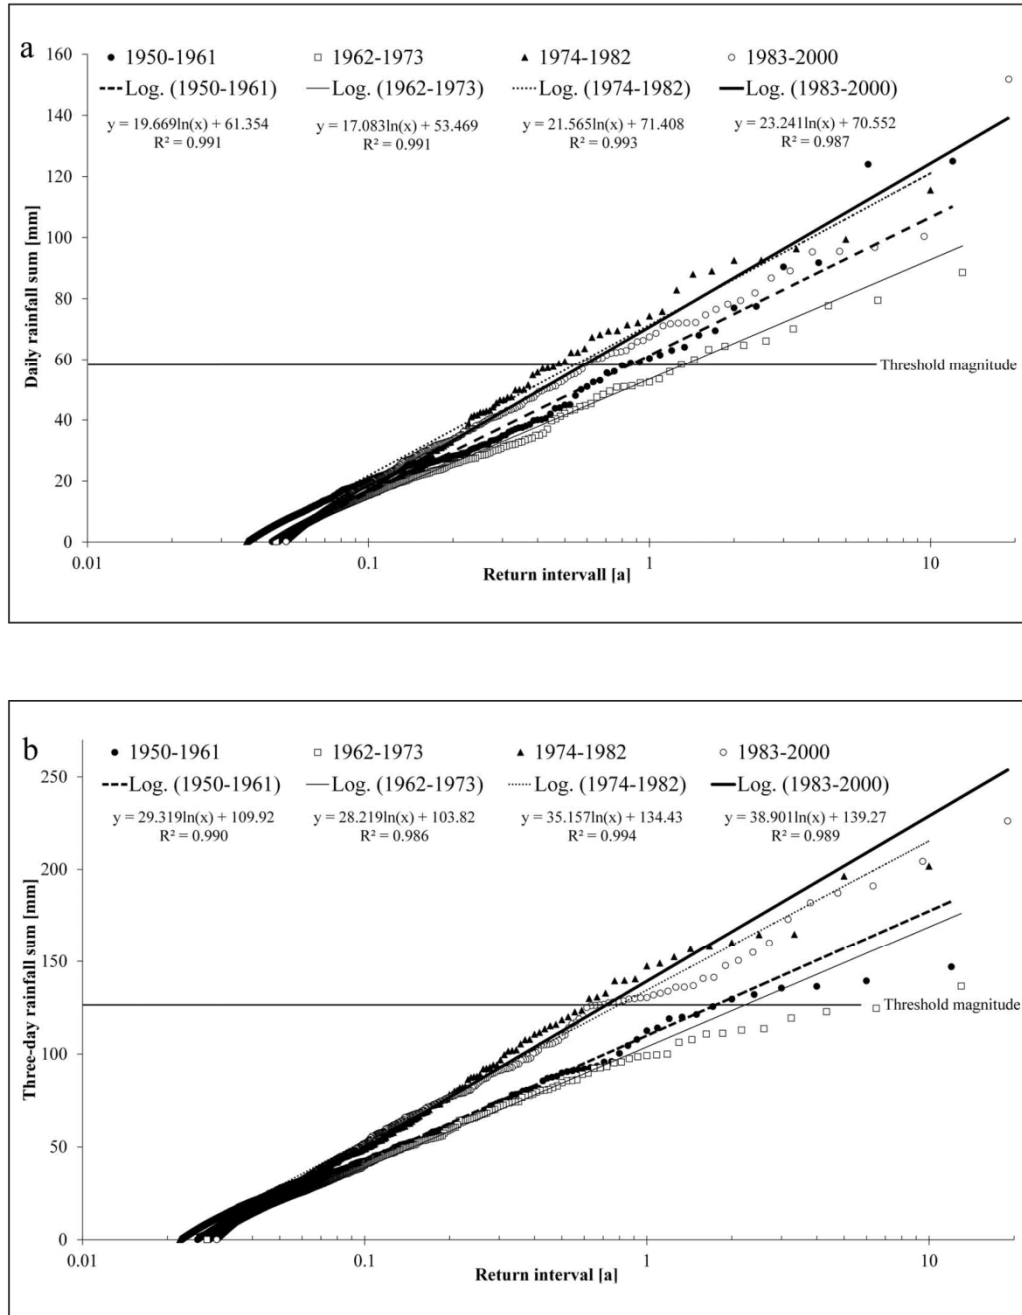 a
160
● 1950-1961 □ 1962-1973 ▲ 1974-1982 ○ 1983-2000
Log. (1950-1961) Log. (1962-1973) Log. (1974-1982) Log. (1983-2000)
140
y = 19.669ln(x) + 61.354 y = 17.083ln(x) + 53.469 y = 21.565ln(x) + 71.408 y = 23.241ln(x) + 70.552
R² = 0.991 R² = 0.991 R² = 0.993 R² = 0.987
120
100
80
60
40
20
0
Daily rainfall sum [mm]
Threshold magnitude
0.01 0.1 1 10
Return intervall [a]
b
● 1950-1961 □ 1962-1973 ▲ 1974-1982 ○ 1983-2000
250
Log. (1950-1961) Log. (1962-1973) Log. (1974-1982) Log. (1983-2000)
y = 29.319ln(x) + 109.92 y = 28.219ln(x) + 103.82 y = 35.157ln(x) + 134.43 y = 38.901ln(x) + 139.27
R² = 0.990 R² = 0.986 R² = 0.994 R² = 0.989
200
150
100
50
0
Three-day rainfall sum [mm]
Threshold magnitude
0.01 0.1 1 10
Return interval [a]